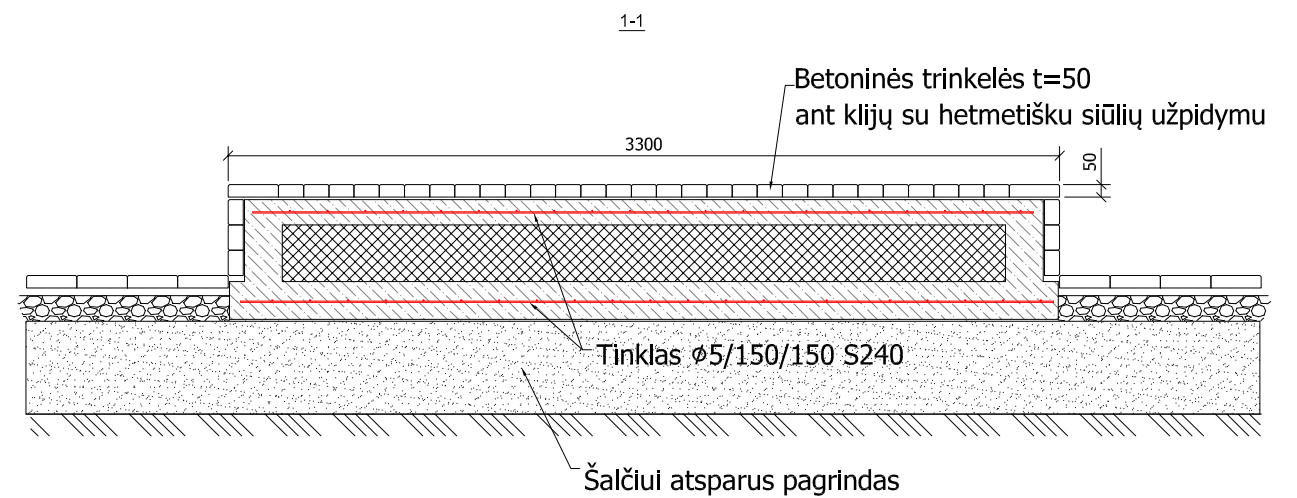 1-1
Betoninės trinkelės t=50
ant klijų su hetmetišku siūlių užpidymu
3300
50
Tinklas ϕ5/150/150 S240
Šalčiui atsparus pagrindas